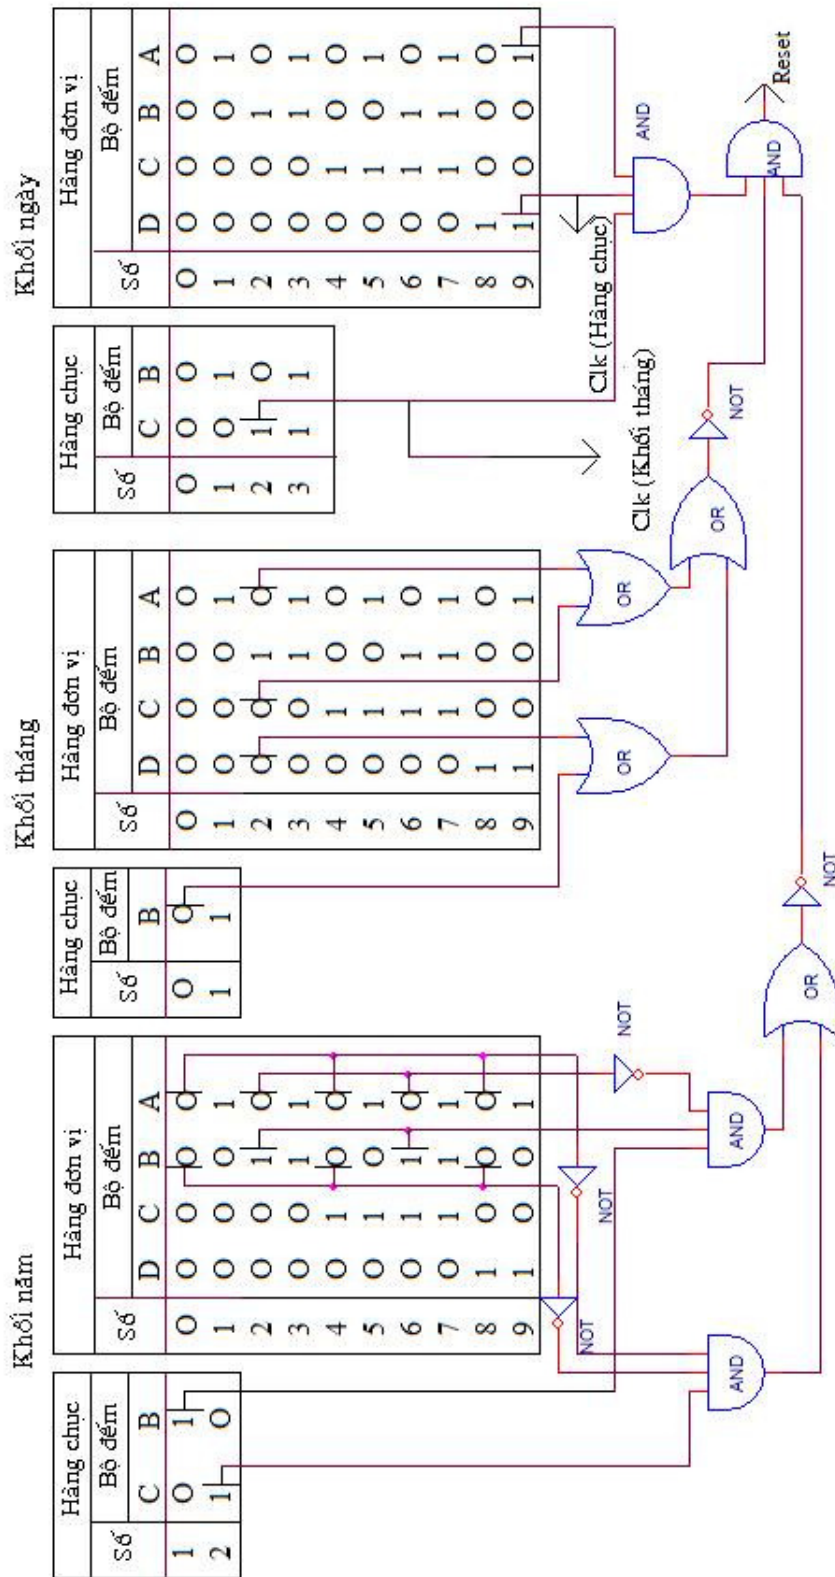 Khối năm
Hàng chục
Số Bộ đếm
C B
1 0 1
2 1 0
Hàng đơn vị
Số Bộ đếm
D C B A
0 0 0 0 0
1 0 0 0 1
2 0 0 1 0
3 0 0 1 1
4 0 1 0 0
5 0 1 0 1
6 0 1 1 0
7 0 1 1 1
8 1 0 0 0
9 1 0 0 1
Khối tháng
Hàng chục
Số Bộ đếm
B
0 0
1 1
Hàng đơn vị
Số Bộ đếm
D C B A
0 0 0 0 0
1 0 0 0 1
2 0 0 1 0
3 0 0 1 1
4 0 1 0 0
5 0 1 0 1
6 0 1 1 0
7 0 1 1 1
8 1 0 0 0
9 1 0 0 1
Khối ngày
Hàng chục
Số Bộ đếm
C B
0 0 0
1 0 1
2 1 0
3 1 1
Hàng đơn vị
Số Bộ đếm
D C B A
0 0 0 0 0
1 0 0 0 1
2 0 0 1 0
3 0 0 1 1
4 0 1 0 0
5 0 1 0 1
6 0 1 1 0
7 0 1 1 1
8 1 0 0 0
9 1 0 0 1
NOT
NOT
NOT
OR
OR
Clk (Hàng chục)
AND
Clk (Khối tháng)
AND
AND
OR
NOT
OR
NOT
AND
Reset